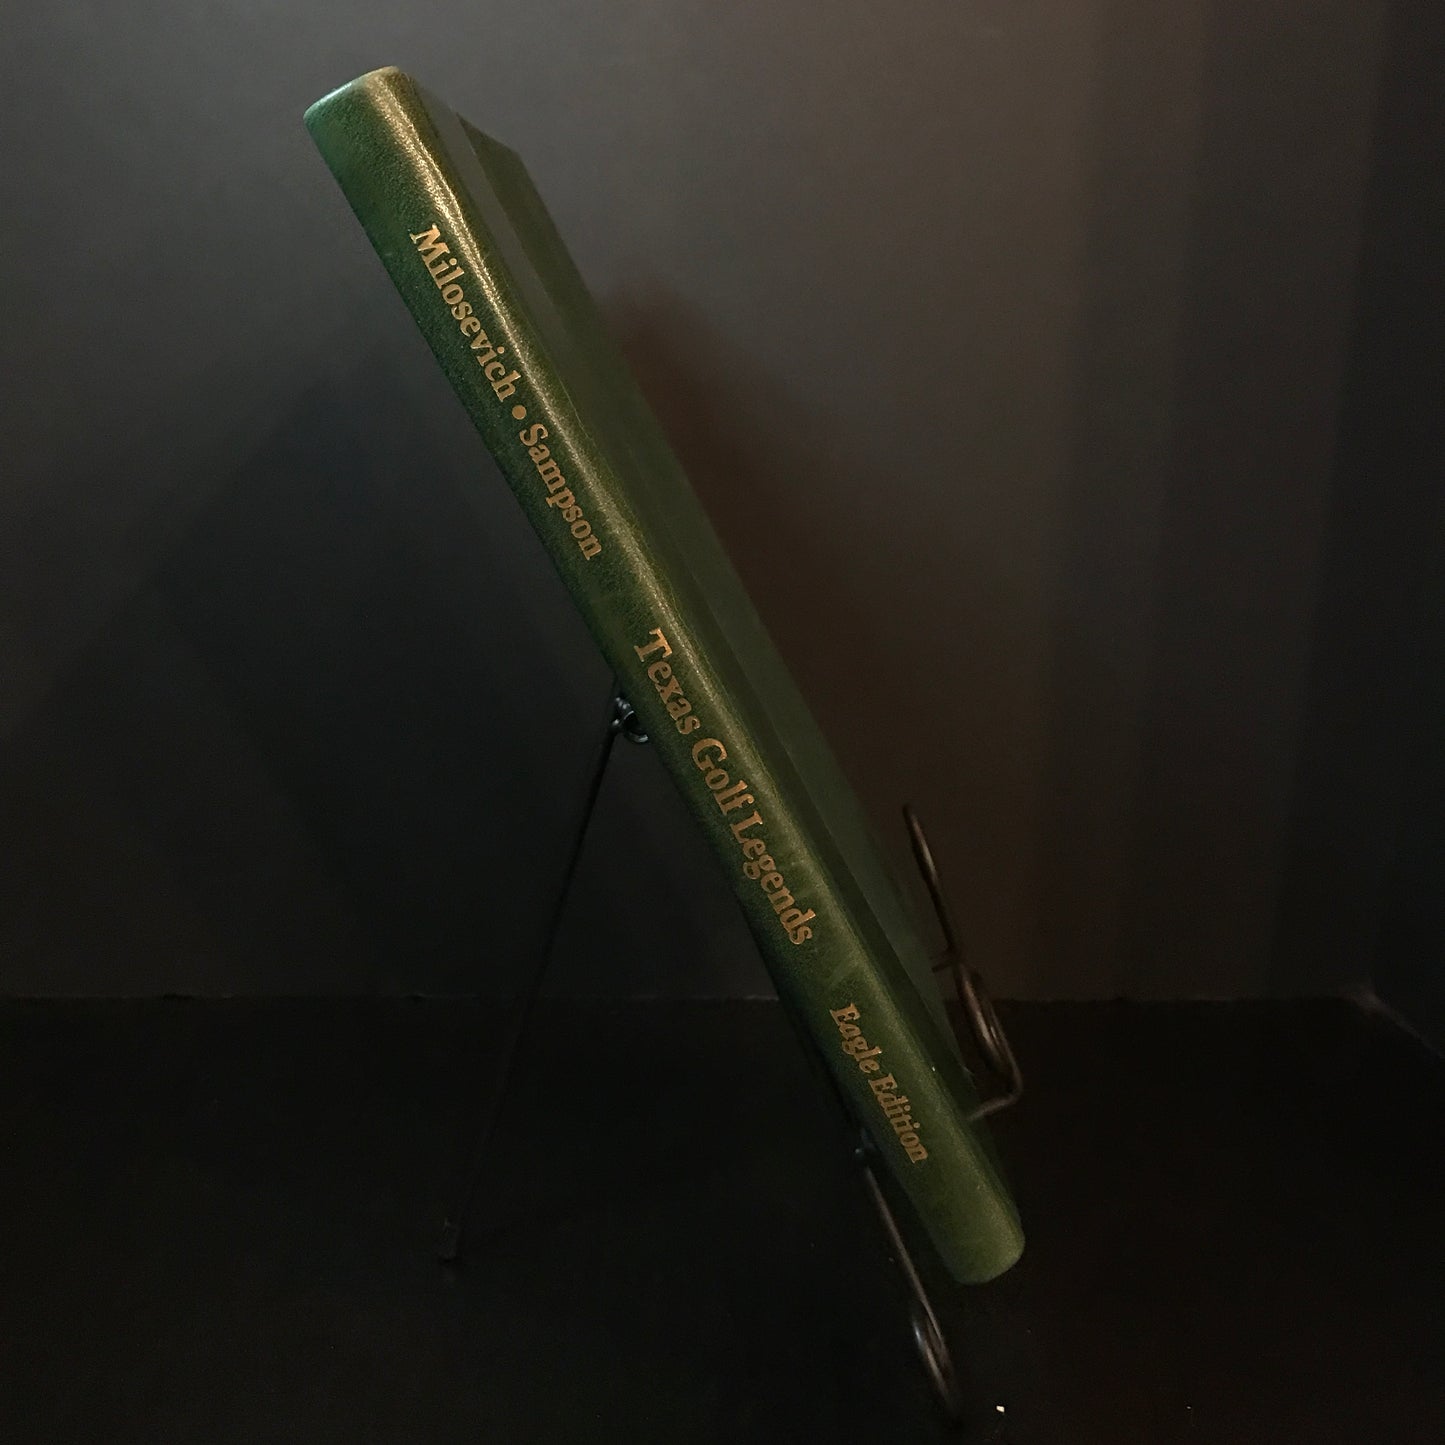 Milosevich • Sampson
Texas Golf Legends
Eagle Edition